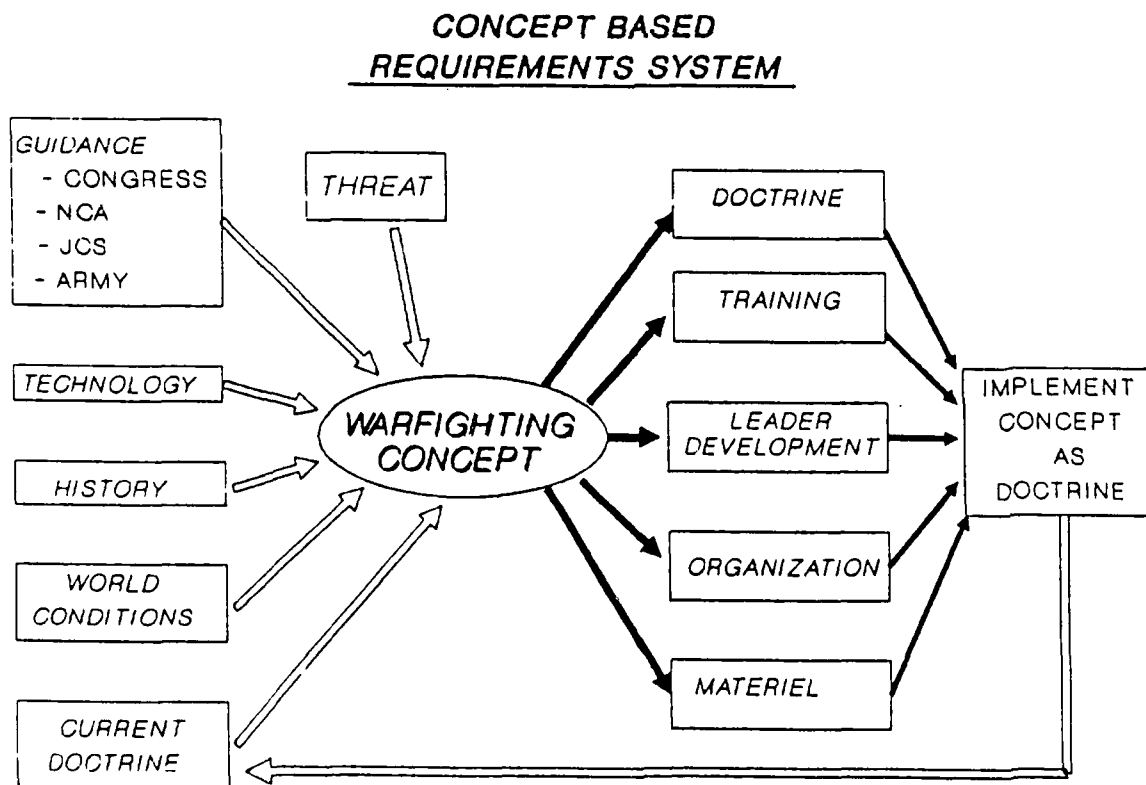 CONCEPT BASED
REQUIREMENTS SYSTEM
GUIDANCE
- CONGRESS
- NCA
- JCS
- ARMY
THREAT
TECHNOLOGY
HISTORY
WORLD
CONDITIONS
CURRENT
DOCTRINE
WARFIGHTING
CONCEPT
DOCTRINE
TRAINING
LEADER
DEVELOPMENT
ORGANIZATION
MATERIEL
IMPLEMENT
CONCEPT
AS
DOCTRINE